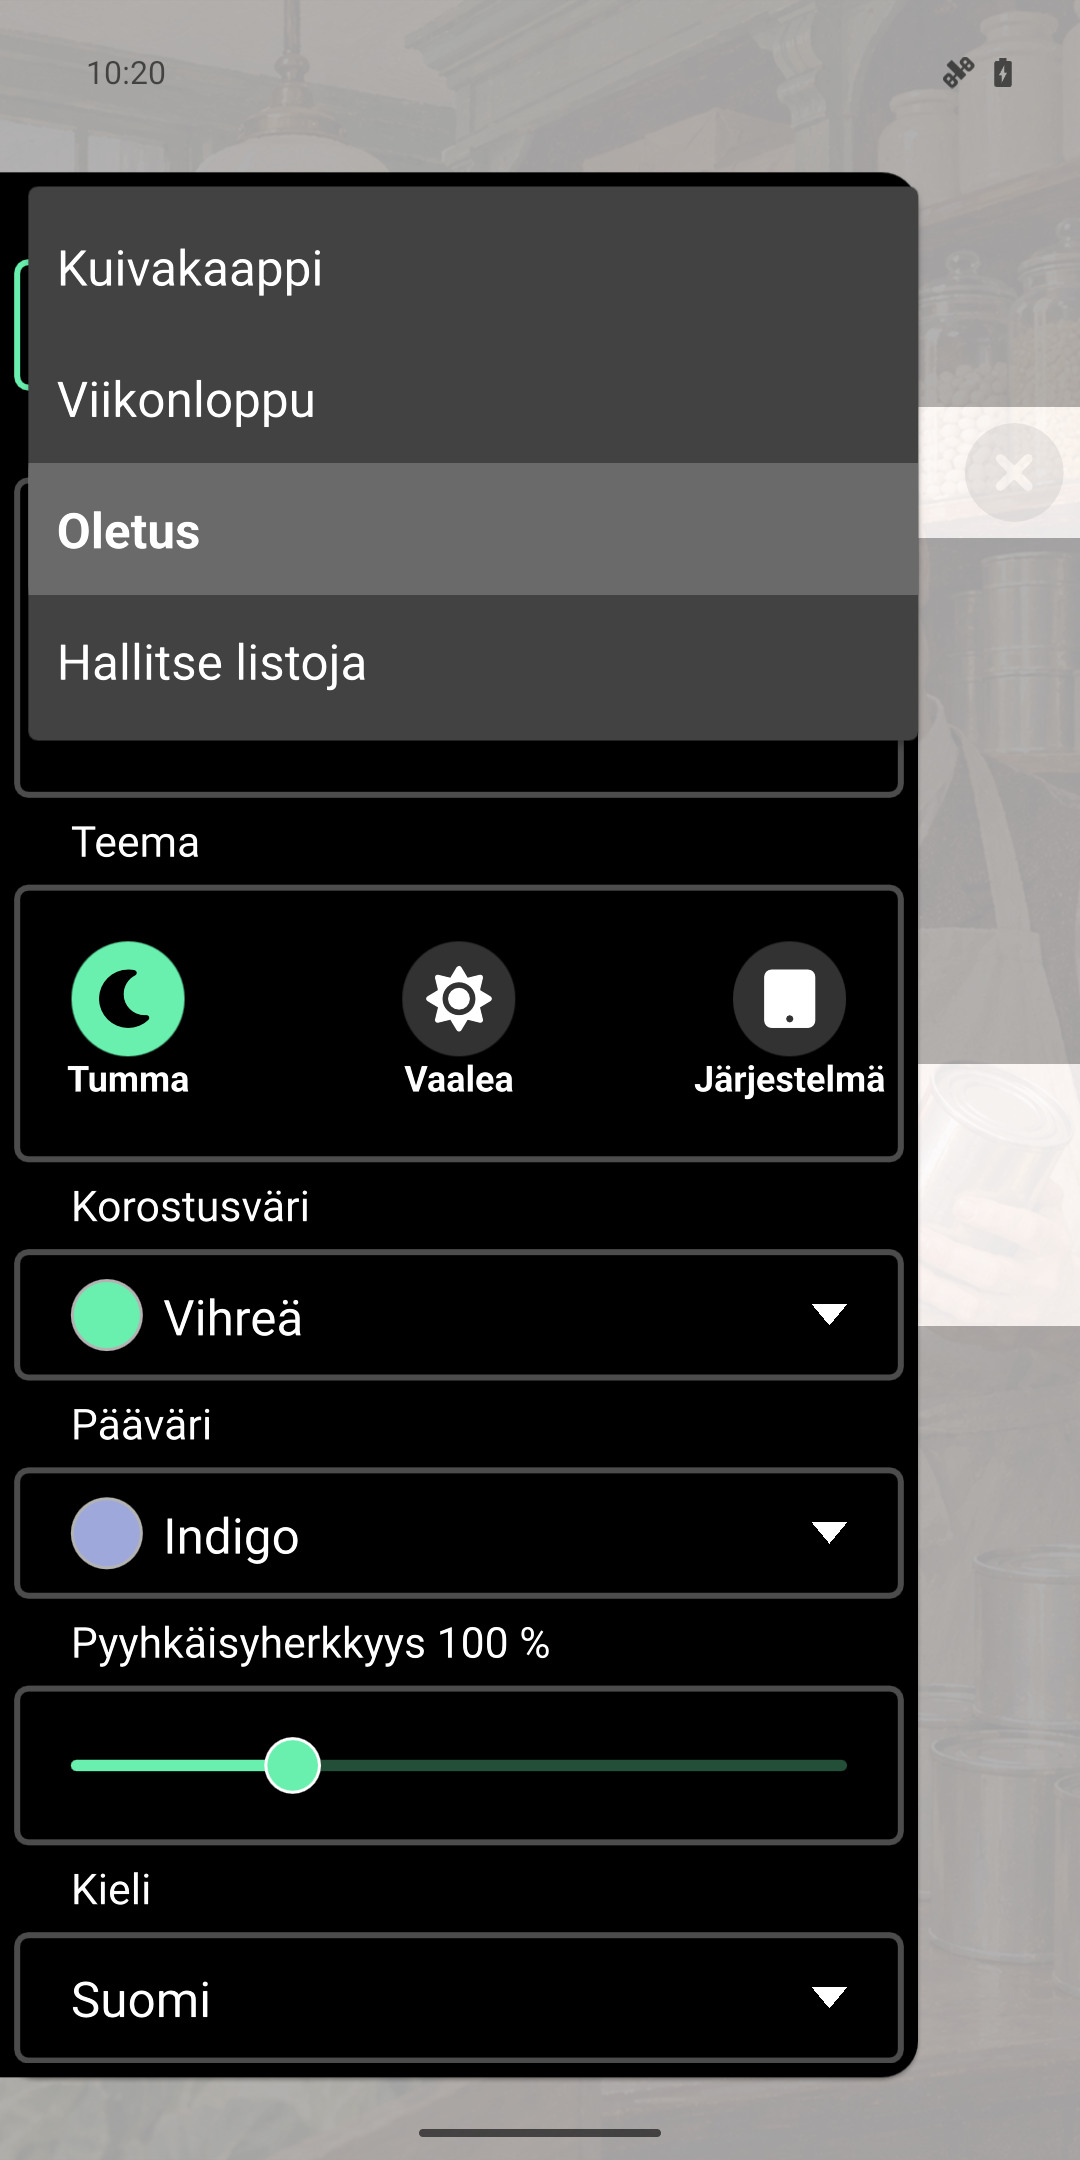 10:20
Kuivakaappi
Viikonloppu
Oletus
Hallitse listoja
Teema
Tumma
Vaalea
Järjestelmä
Korostusväri
Vihreä
Pääväri
Indigo
Pyyhkäisyherkkyys 100 %
Kieli
Suomi